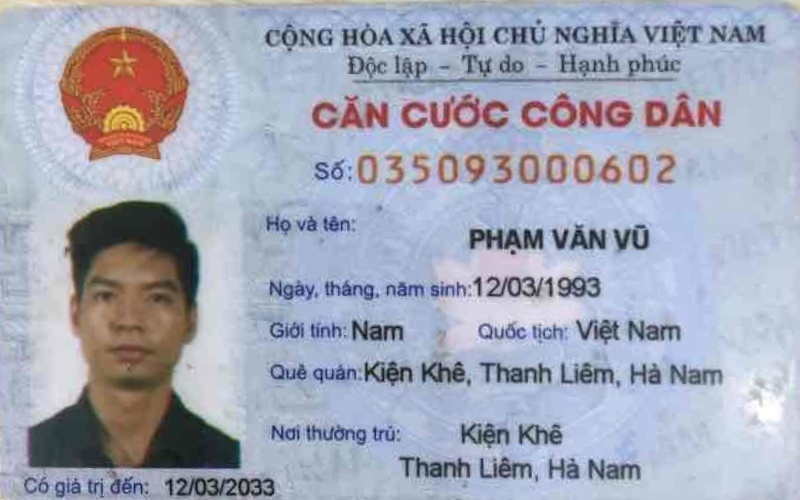 CỘNG HÒA XÃ HỘI CHỦ NGHĨA VIỆT NAM
Độc lập - Tự do - Hạnh phúc
CĂN CƯỚC CÔNG DÂN
Số: 035093000602
Họ và tên: PHẠM VĂN VŨ
Ngày, tháng, năm sinh: 12/03/1993
Giới tính: Nam Quốc tịch: Việt Nam
Quê quán: Kiện Khê, Thanh Liêm, Hà Nam
Nơi thường trú: Kiện Khê
Thanh Liêm, Hà Nam
Có giá trị đến: 12/03/2033